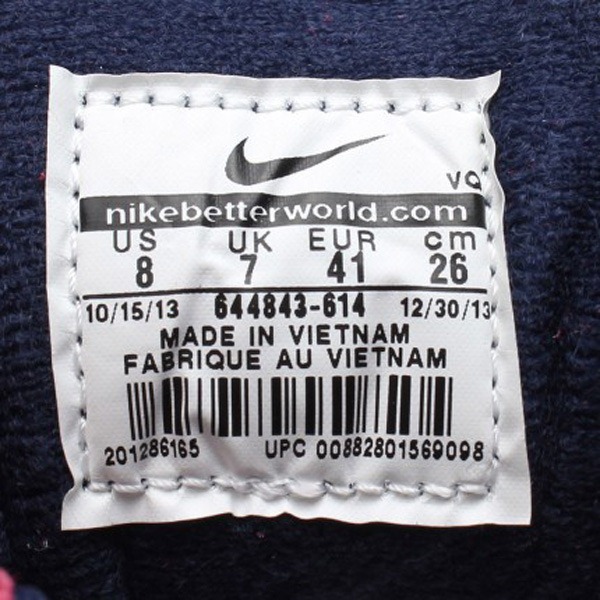 VQ
nikebetterworld.com
US UK EUR cm
8 7 41 26
10/15/13 644843-614 12/30/13
MADE IN VIETNAM
FABRIQUE AU VIETNAM
201286165 UPC 00882801569098